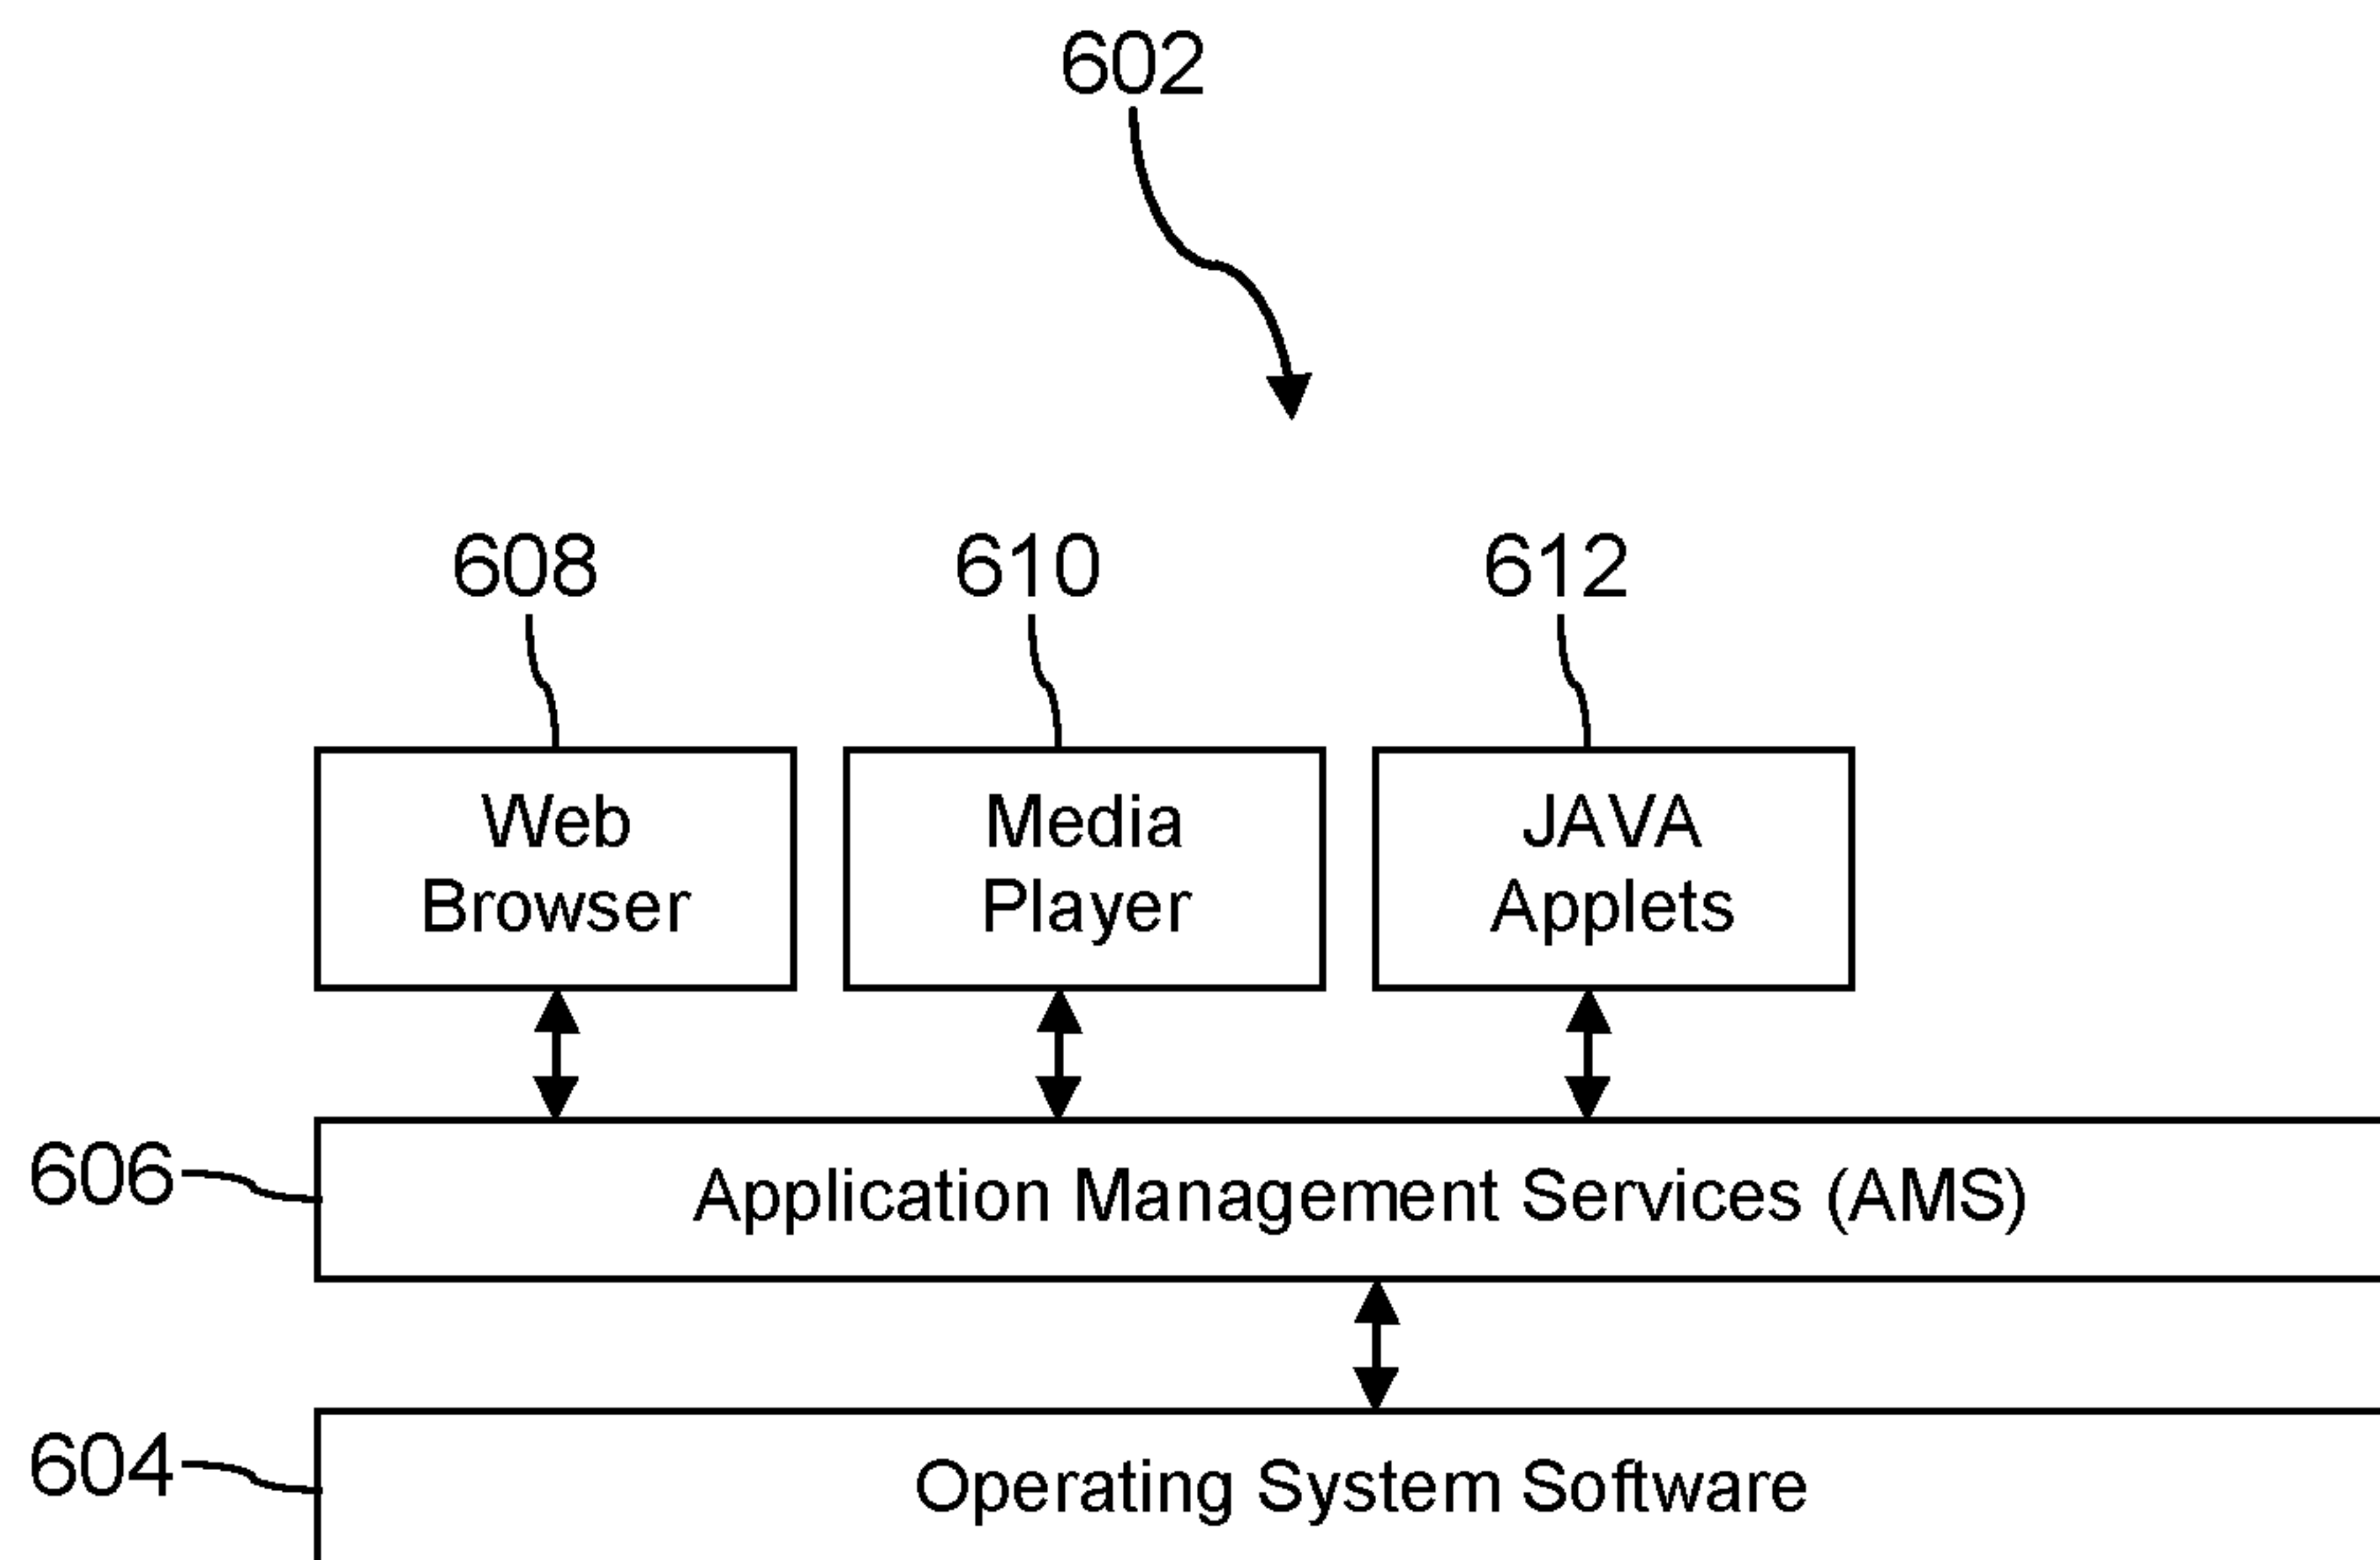 602
608
610
612
Web
Browser
Media
Player
JAVA
Applets
606
Application Management Services (AMS)
604
Operating System Software